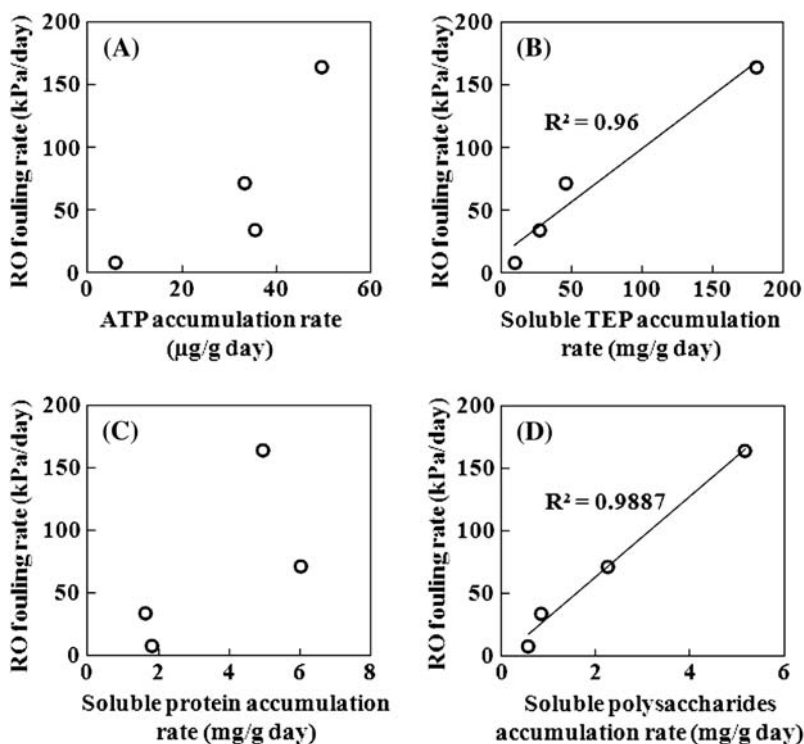 (A)
RO fouling rate (kPa/day)
200
150
100
50
0
0 20 40 60
ATP accumulation rate
(µg/g day)
(B)
RO fouling rate (kPa/day)
200
150
100
50
0
R² = 0.96
0 50 100 150 200
Soluble TEP accumulation
rate (mg/g day)
(C)
RO fouling rate (kPa/day)
200
150
100
50
0
0 2 4 6 8
Soluble protein accumulation
rate (mg/g day)
(D)
RO fouling rate (kPa/day)
200
150
100
50
0
R² = 0.9887
0 2 4 6
Soluble polysaccharides
accumulation rate (mg/g day)